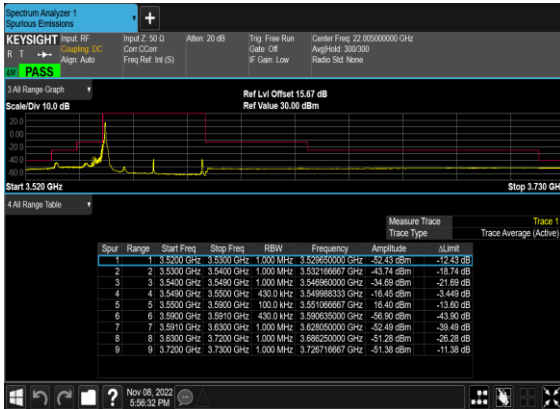 Spectrum Analyzer 1
Spurious Emissions
KEYSIGHT Input: RF Input Z: 50 Ω Atten: 20 dB Trig: Free Run Center Freq: 22.005000000 GHz
R T Coupling: DC Corr CCorr Gate: Off Avg|Hold: 300/300
Align: Auto Freq Ref: Int (S) IF Gain: Low Radio Std: None
PASS
3 All Range Graph
Ref Lvl Offset 15.67 dB
Scale/Div 10.0 dB Ref Value 30.00 dBm
20.0
0.00
-20.0
-40.0
-60.0
Start 3.520 GHz Stop 3.730 GH
4 All Range Table
Measure Trace Trace 1
Trace Type Trace Average (Active)
Spur Range Start Freq Stop Freq RBW Frequency Amplitude ΔLimit
1 1 3.5200 GHz 3.5300 GHz 1.000 MHz 3.529650000 GHz -52.43 dBm -12.43 dB
2 2 3.5300 GHz 3.5400 GHz 1.000 MHz 3.532166667 GHz -43.74 dBm -18.74 dB
3 3 3.5400 GHz 3.5490 GHz 1.000 MHz 3.546960000 GHz -34.69 dBm -21.69 dB
4 4 3.5490 GHz 3.5500 GHz 430.0 kHz 3.549988333 GHz -16.45 dBm -3.449 dB
5 5 3.5500 GHz 3.5900 GHz 100.0 kHz 3.551066667 GHz 16.40 dBm -13.60 dB
6 6 3.5900 GHz 3.5910 GHz 430.0 kHz 3.590635000 GHz -56.90 dBm -43.90 dB
7 7 3.5910 GHz 3.6300 GHz 1.000 MHz 3.628050000 GHz -52.49 dBm -39.49 dB
8 8 3.6300 GHz 3.7200 GHz 1.000 MHz 3.686250000 GHz -51.28 dBm -26.28 dB
9 9 3.7200 GHz 3.7300 GHz 1.000 MHz 3.726716667 GHz -51.38 dBm -11.38 dB
Nov 08, 2022
5:56:32 PM